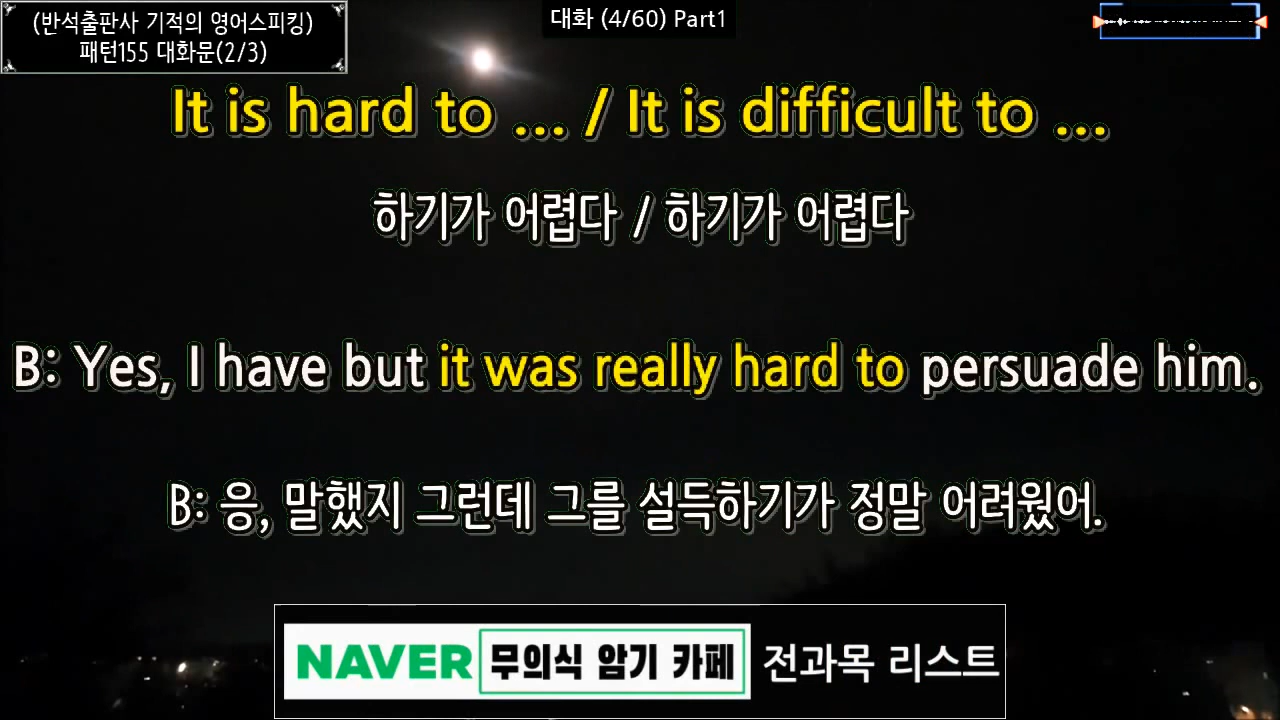 (반석출판사 기적의 영어스피킹)
패턴155 대화문(2/3)
대화 (4/60) Part1
It is hard to ... / It is difficult to ...
하기가 어렵다 / 하기가 어렵다
B: Yes, I have but it was really hard to persuade him.
B: 응, 말했지 그런데 그를 설득하기가 정말 어려웠어.
NAVER 무의식 암기 카페 전과목 리스트